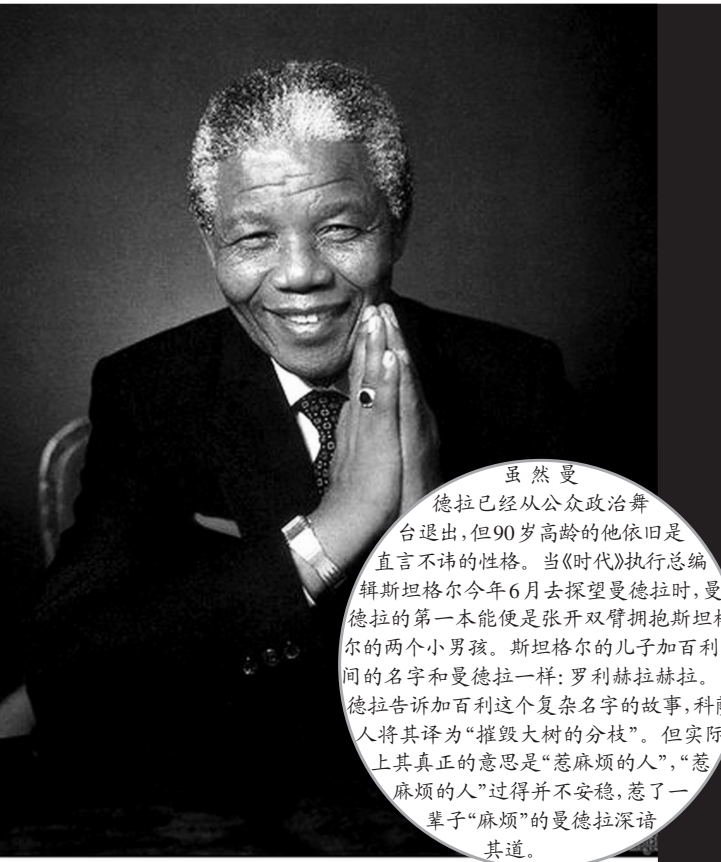 虽然曼
德拉已经从公众政治舞
台退出，但90岁高龄的他依旧是
直言不讳的性格。当《时代》执行总编
辑斯坦格尔今年6月去探望曼德拉时，曼
德拉的第一本能便是张开双臂拥抱斯坦格
尔的两个小男孩。斯坦格尔的儿子加百利
间的名字和曼德拉一样：罗利赫拉赫拉。
德拉告诉加百利这个复杂名字的故事，科萨
人将其译为“摧毁大树的分枝”。但实际
上其真正的意思是“惹麻烦的人”，“惹
麻烦的人”过得并不安稳，惹了一
辈子“麻烦”的曼德拉深谙
其道。